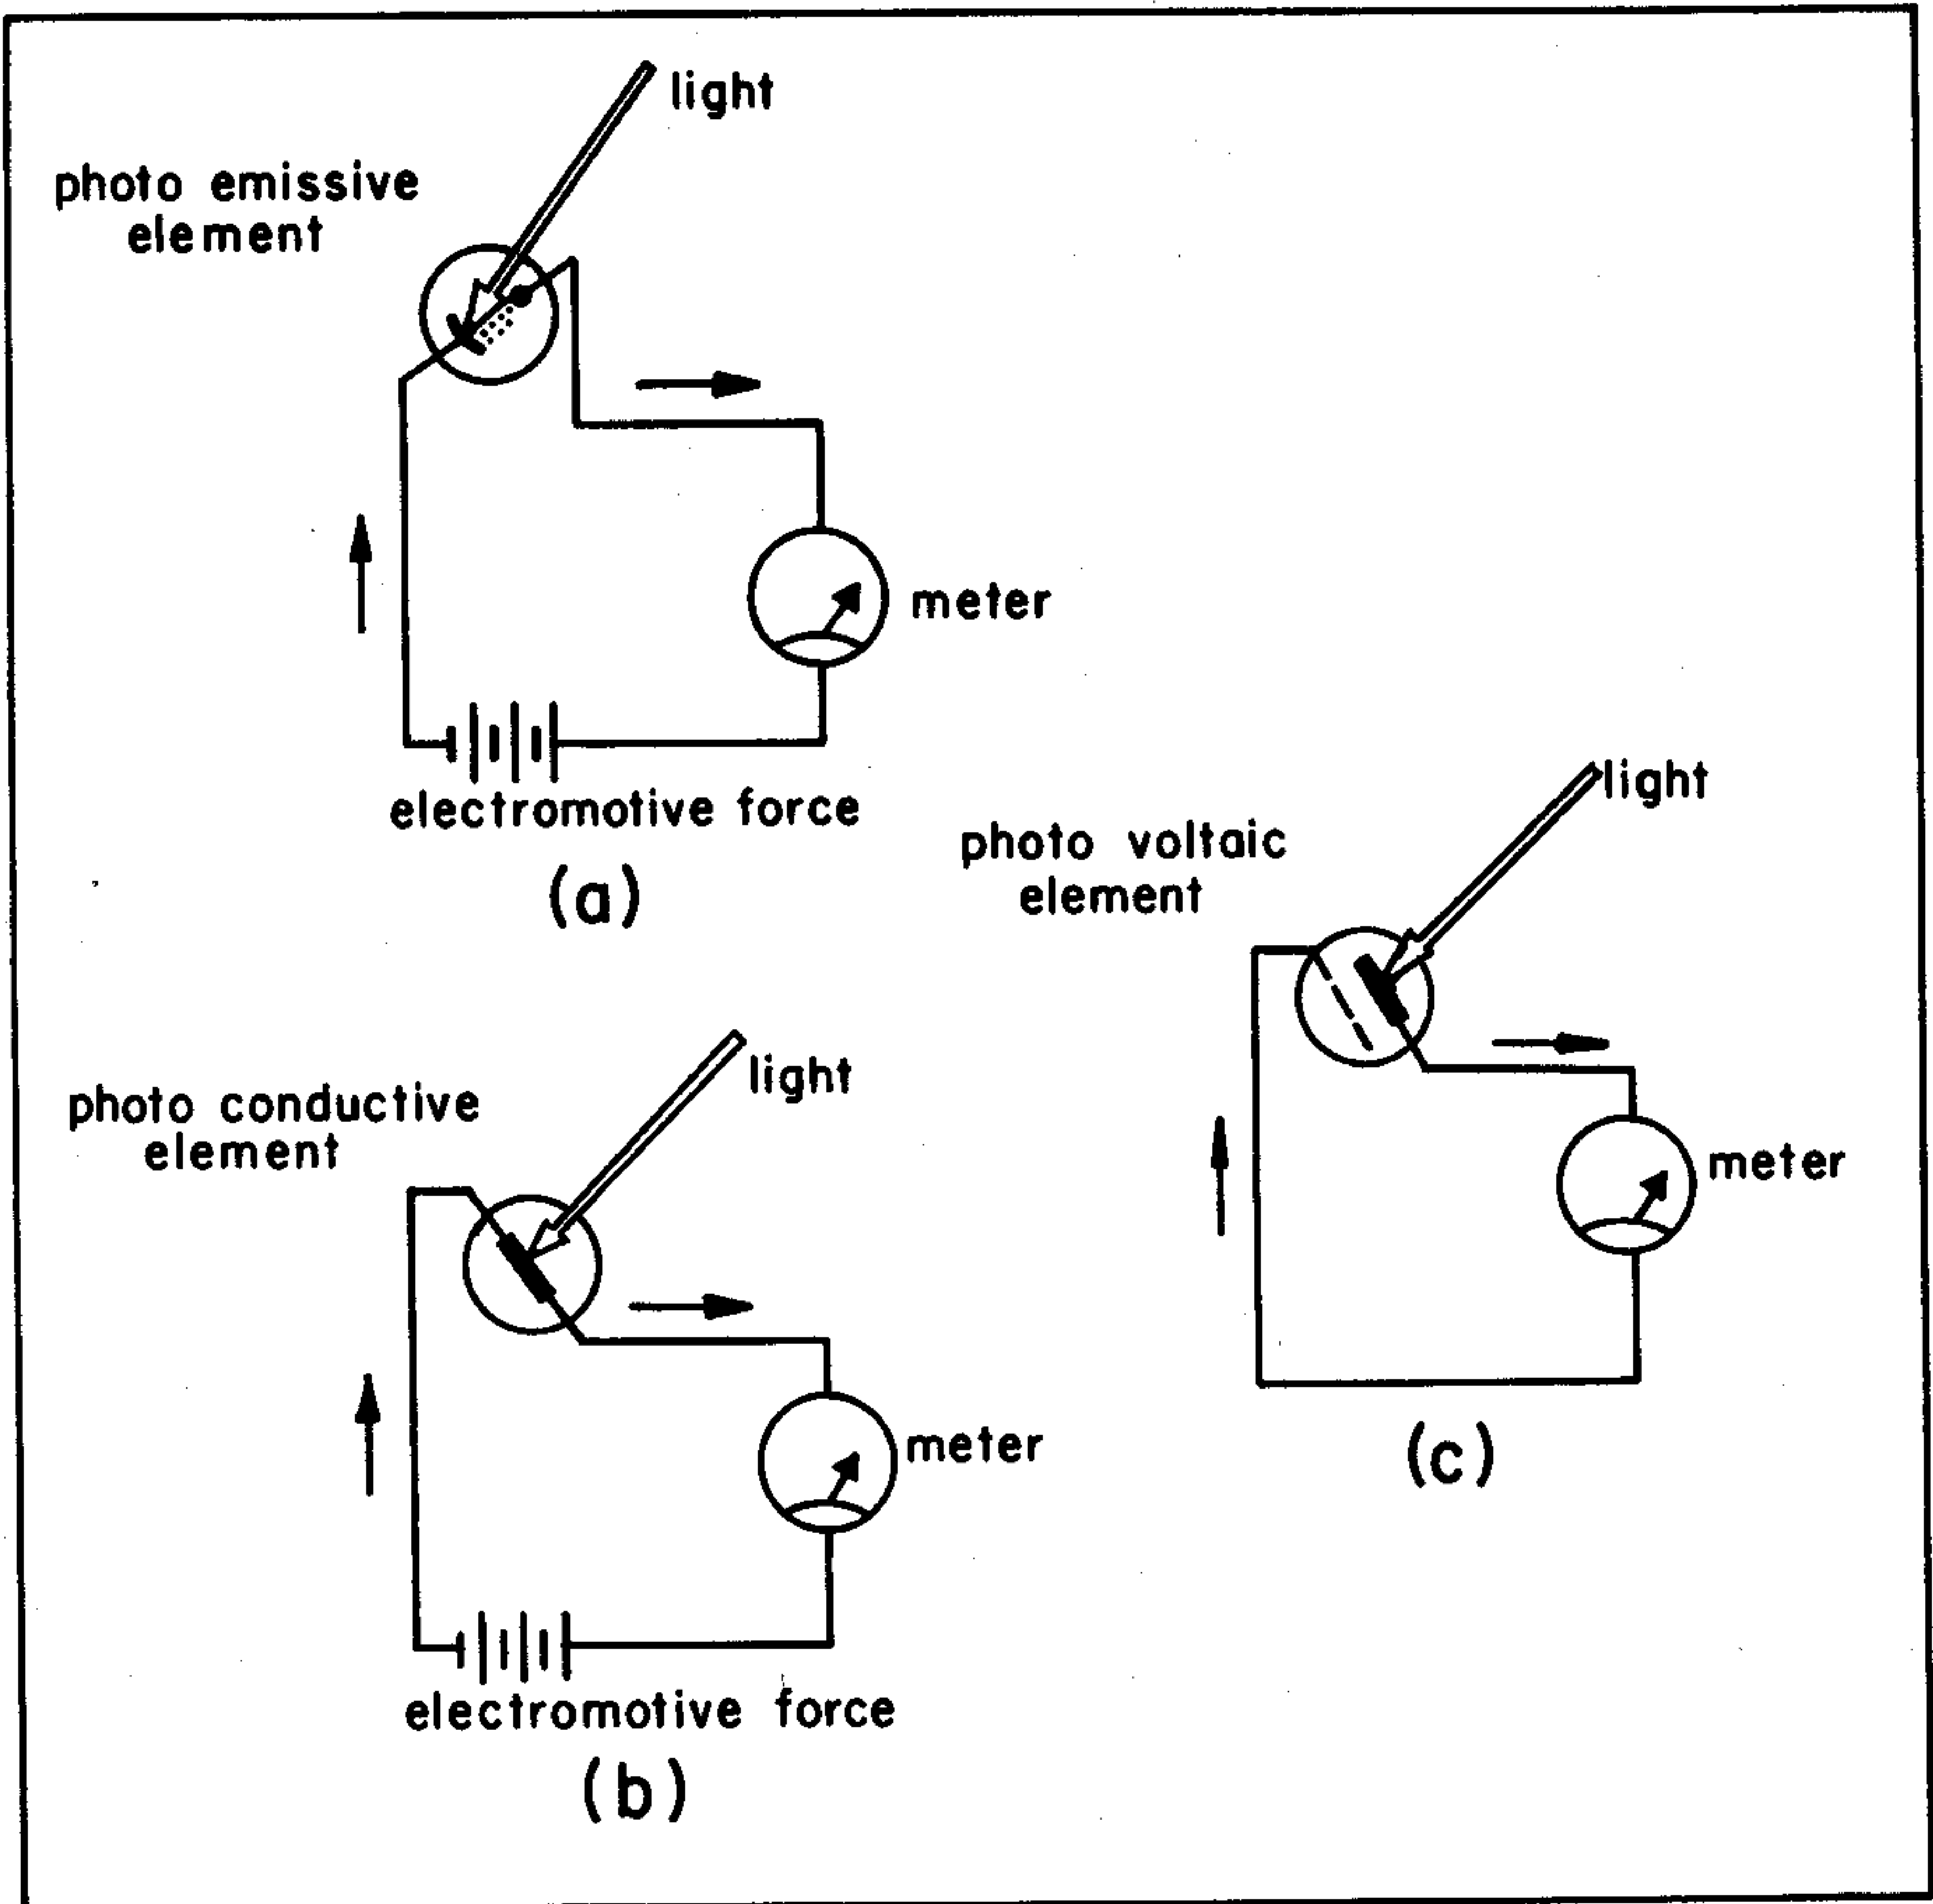 light
photo emissive
element
meter
electromotive force
(a)
light
photo voltaic
element
meter
(c)
light
photo conductive
element
meter
electromotive force
(b)